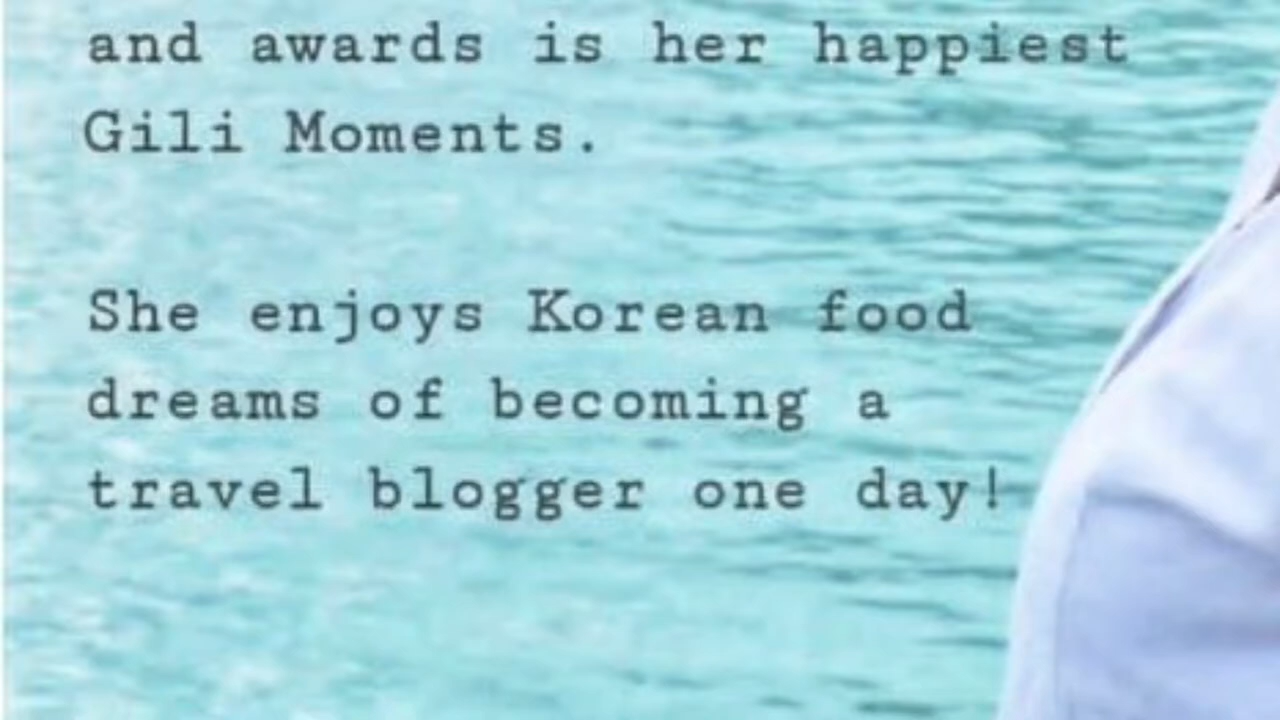 and awards is her happiest
Gili Moments.
She enjoys Korean food
dreams of becoming a
travel blogger one day!